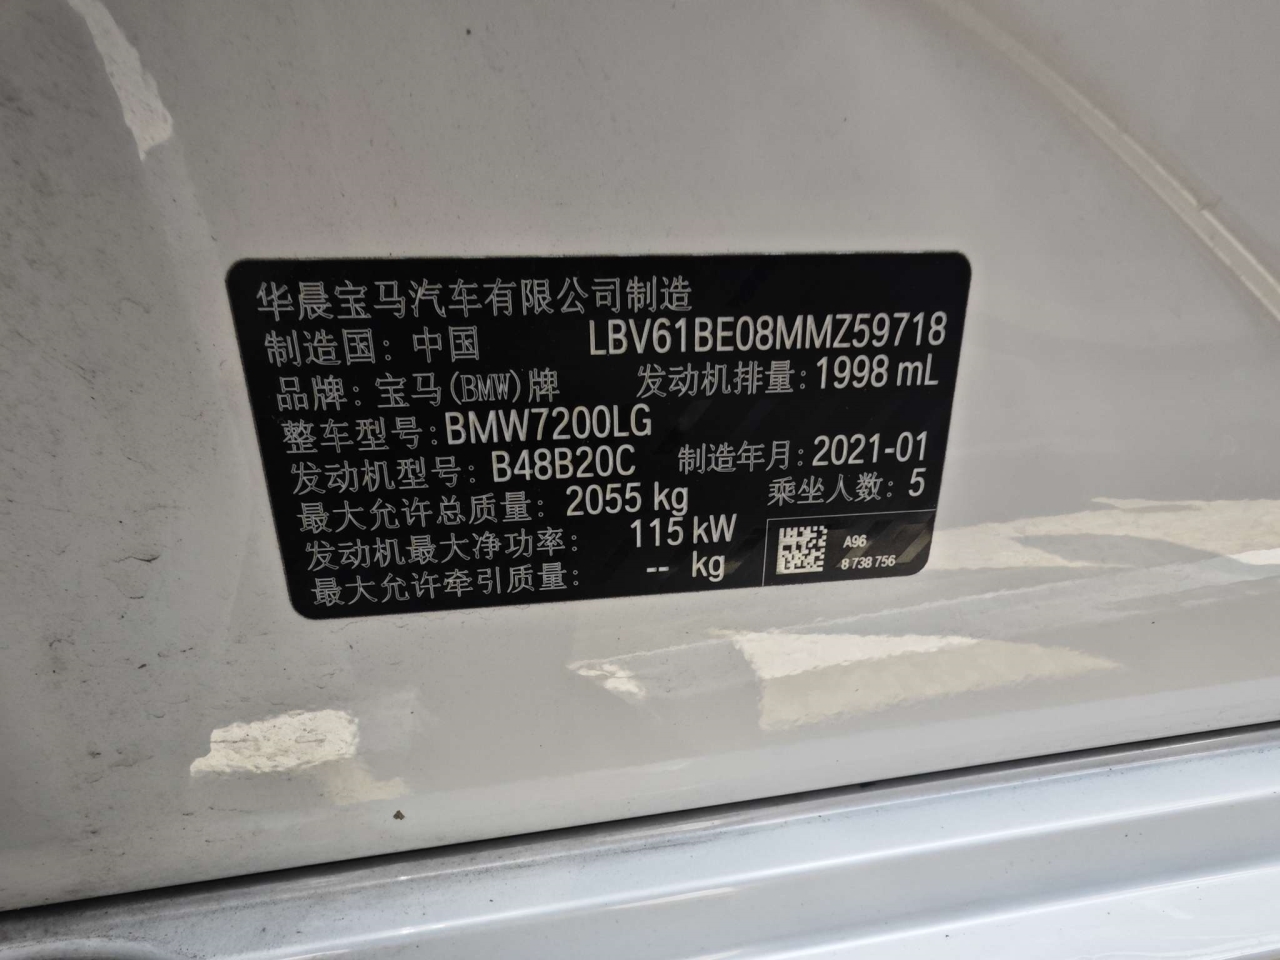 华晨宝马汽车有限公司制造
制造国：中国 LBV61BE08MMZ59718
品牌：宝马(BMW)牌 发动机排量：1998 mL
整车型号：BMW7200LG
发动机型号：B48B20C 制造年月：2021-01
最大允许总质量：2055 kg 乘坐人数：5
发动机最大净功率：115 kW
最大允许牵引质量：-- kg
A96
8 738 756